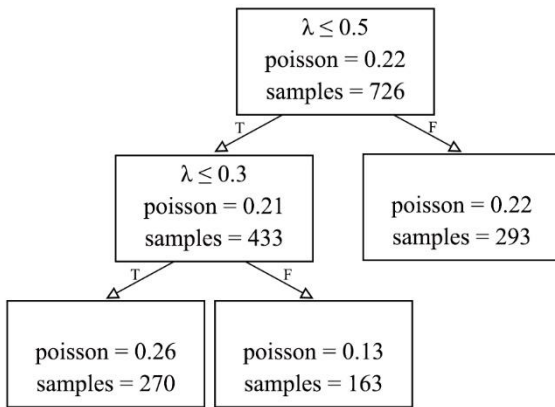 λ ≤ 0.5
poisson = 0.22
samples = 726
T
F
λ ≤ 0.3
poisson = 0.21
samples = 433
poisson = 0.22
samples = 293
T
F
poisson = 0.26
samples = 270
poisson = 0.13
samples = 163